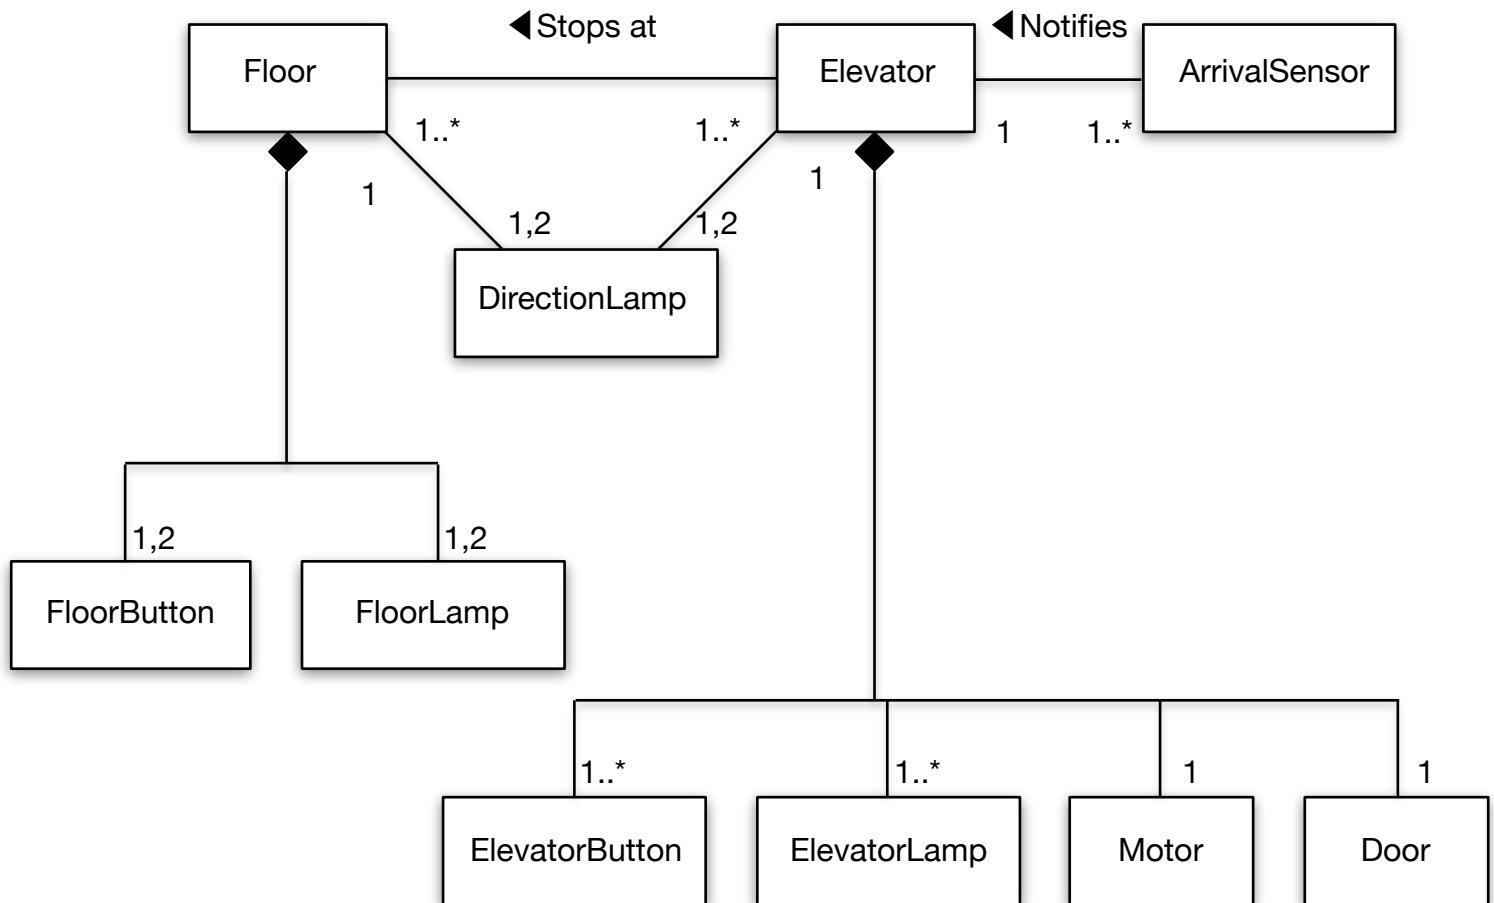 ◀Stops at
◀Notifies
Floor
Elevator
ArrivalSensor
1..*
1..*
1
1..*
1
1
1,2
1,2
DirectionLamp
1,2
1,2
FloorButton
FloorLamp
1..*
1..*
1
1
ElevatorButton
ElevatorLamp
Motor
Door